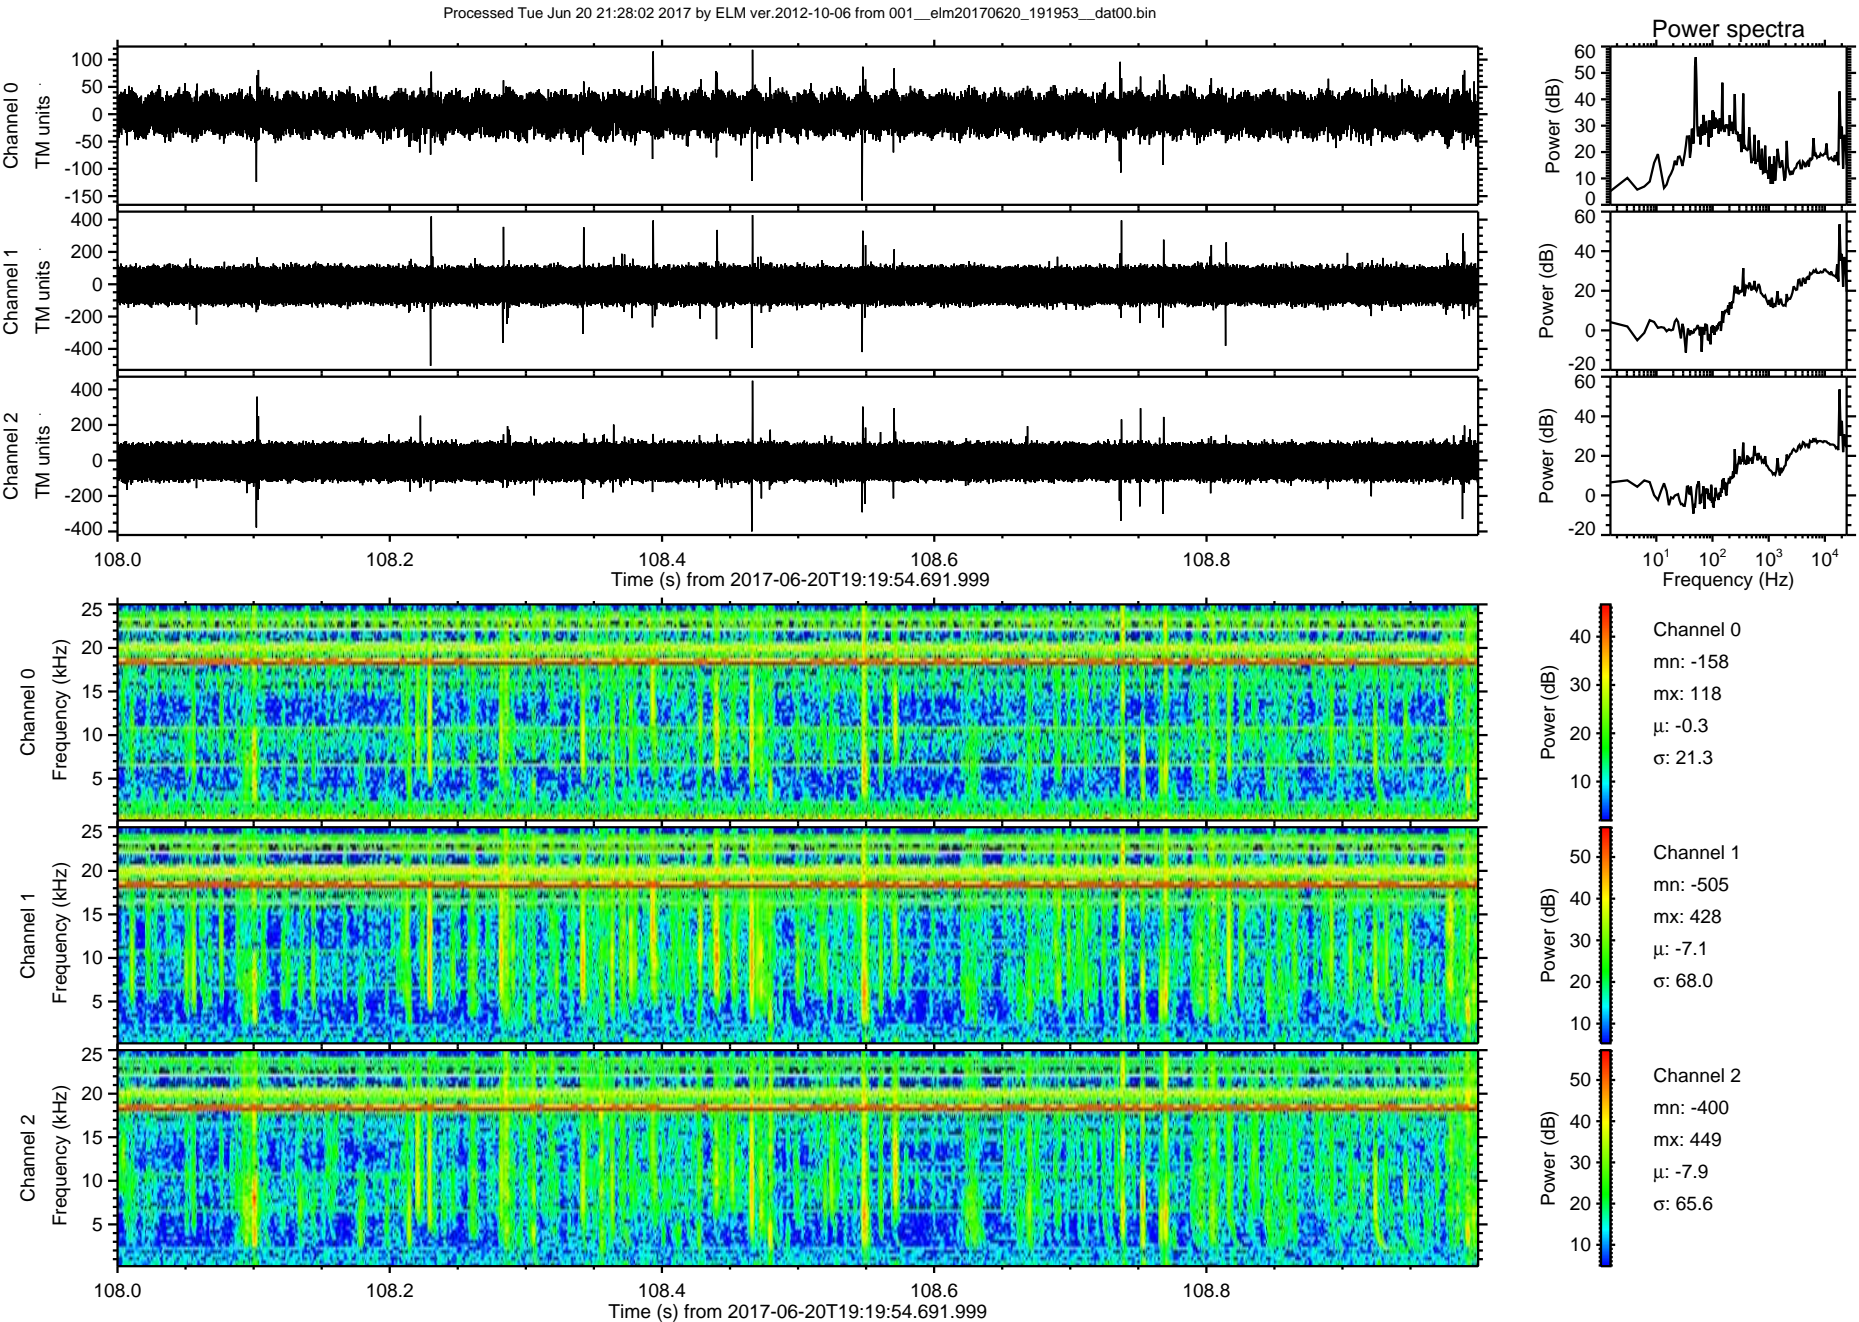 Processed Tue Jun 20 21:28:02 2017 by ELM ver.2012-10-06 from 001__elm20170620_191953__dat00.bin
Power spectra
Channel 0
TM units
100
50
0
-50
-100
-150
Power (dB)
60
50
40
30
20
10
0
Channel 1
TM units
400
200
0
-200
-400
Power (dB)
60
40
20
0
-20
Channel 2
TM units
400
200
0
-200
-400
Power (dB)
60
40
20
0
-20
108.0 108.2 108.4 108.6 108.8
Time (s) from 2017-06-20T19:19:54.691.999
10^1 10^2 10^3 10^4
Frequency (Hz)
Channel 0
Frequency (kHz)
25
20
15
10
5
Power (dB)
40
30
20
10
Channel 0
mn: -158
mx: 118
μ: -0.3
σ: 21.3
Channel 1
Frequency (kHz)
25
20
15
10
5
Power (dB)
50
40
30
20
10
Channel 1
mn: -505
mx: 428
μ: -7.1
σ: 68.0
Channel 2
Frequency (kHz)
25
20
15
10
5
Power (dB)
50
40
30
20
10
Channel 2
mn: -400
mx: 449
μ: -7.9
σ: 65.6
108.0 108.2 108.4 108.6 108.8
Time (s) from 2017-06-20T19:19:54.691.999